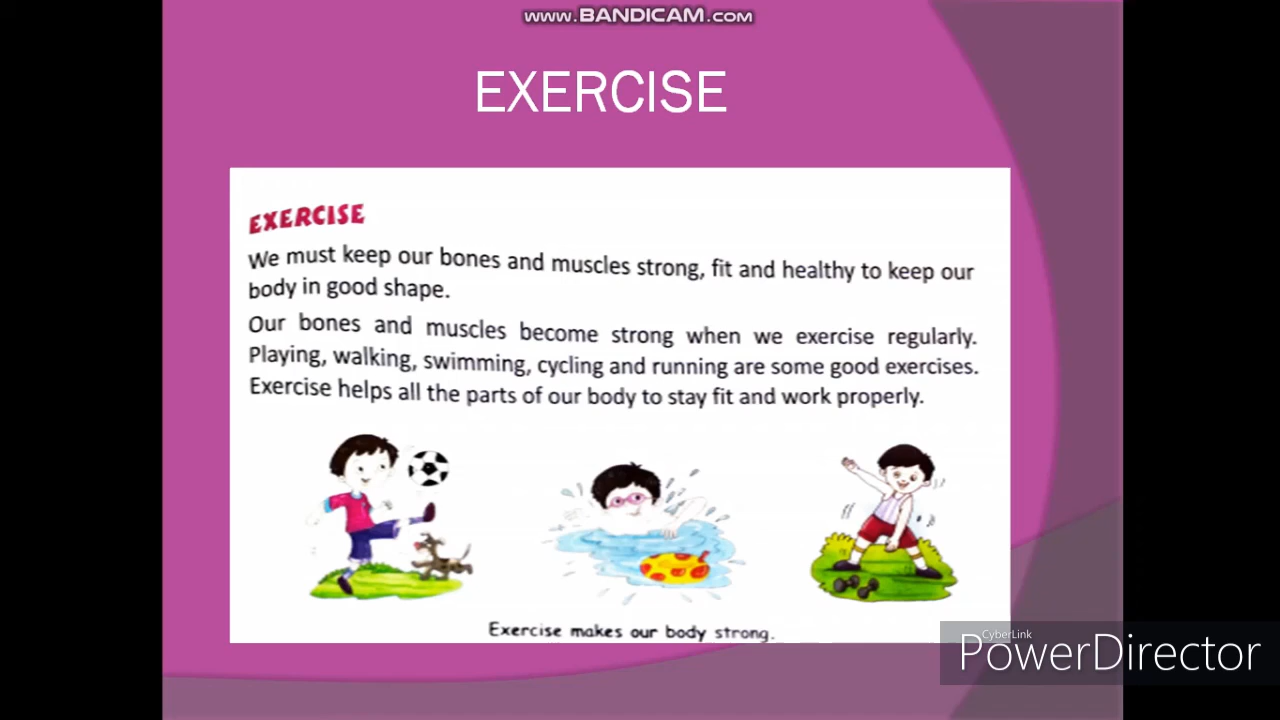 www.BANDICAM.com
EXERCISE
EXERCISE
We must keep our bones and muscles strong, fit and healthy to keep our
body in good shape.
Our bones and muscles become strong when we exercise regularly.
Playing, walking, swimming, cycling and running are some good exercises.
Exercise helps all the parts of our body to stay fit and work properly.
Exercise makes our body strong.
CyberLink
PowerDirector